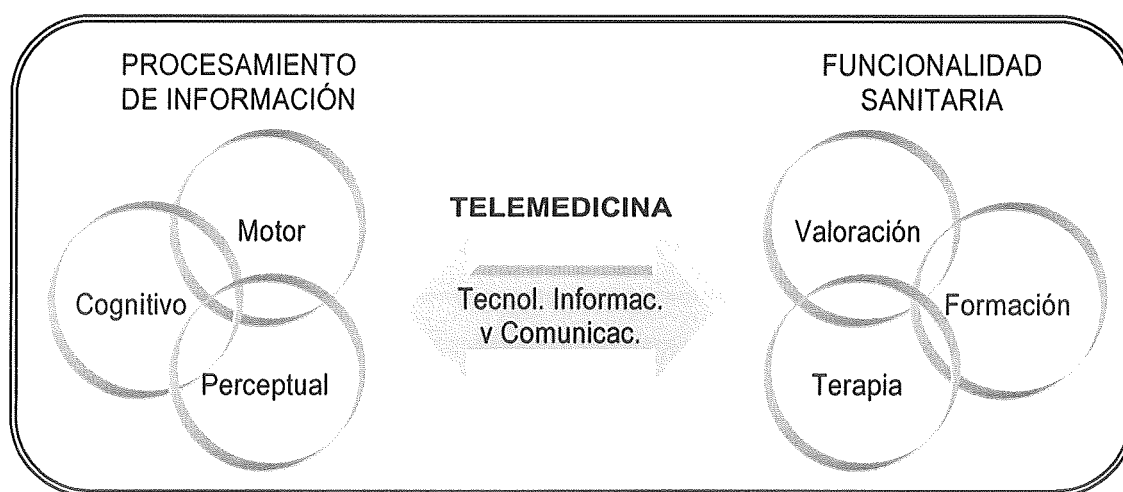 PROCESAMIENTO
DE INFORMACIÓN
Motor
Cognitivo
Perceptual
TELEMEDICINA
Tecnol. Informac.
y Comunicac.
FUNCIONALIDAD
SANITARIA
Valoración
Formación
Terapia